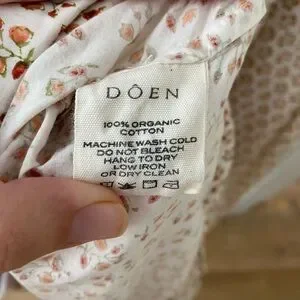 DÔEN
100% ORGANIC
COTTON
MACHINE WASH COLD
DO NOT BLEACH
HANG TO DRY
LOW IRON
OR DRY CLEAN